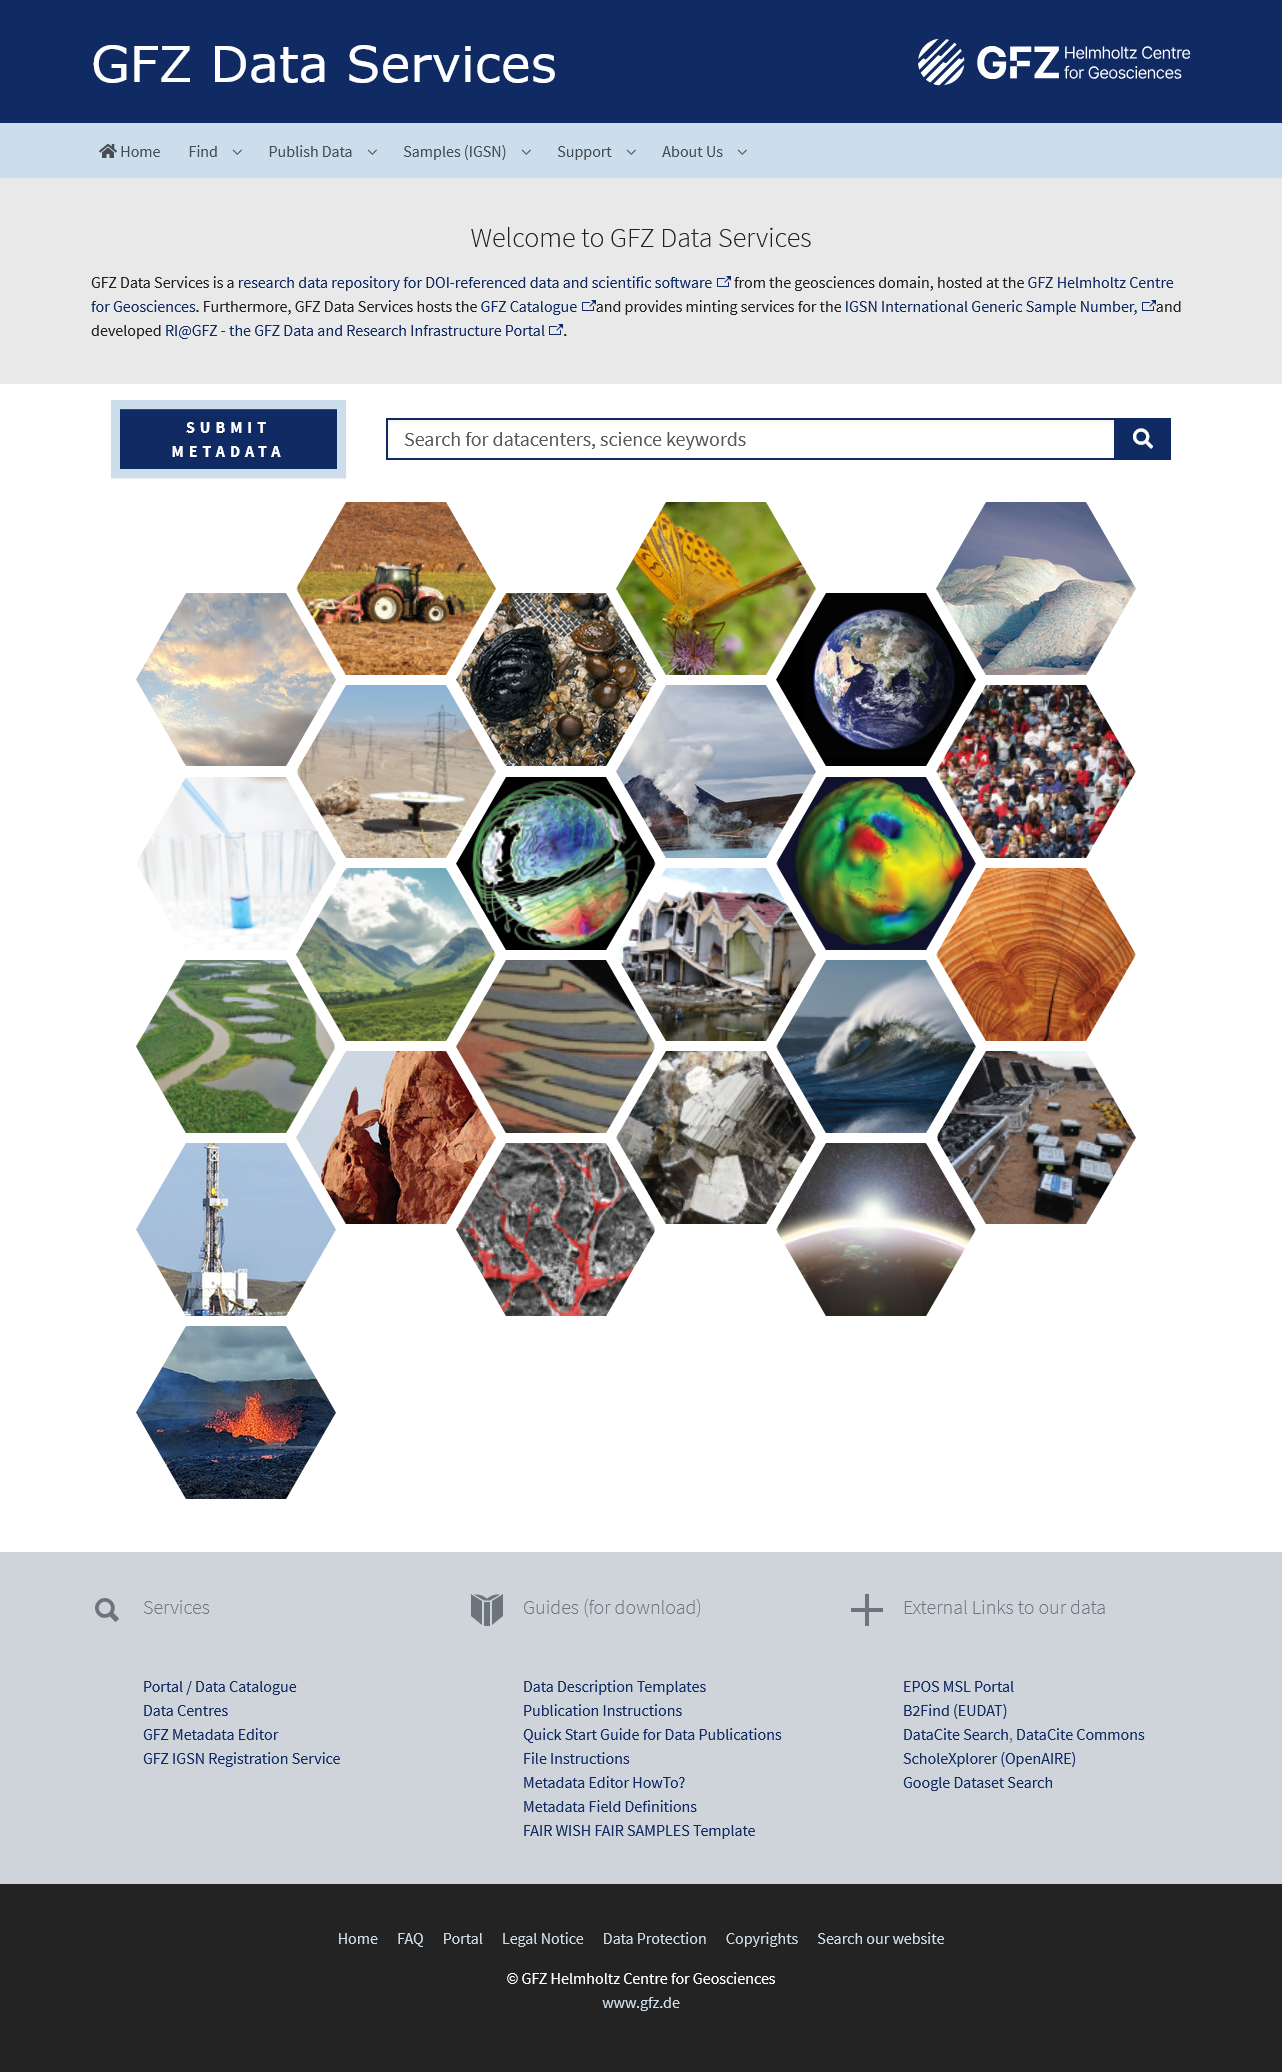 GFZ Data Services
GFZ Helmholtz Centre
for Geosciences
Home Find Publish Data Samples (IGSN) Support About Us
Welcome to GFZ Data Services
GFZ Data Services is a research data repository for DOI-referenced data and scientific software from the geosciences domain, hosted at the GFZ Helmholtz Centre
for Geosciences. Furthermore, GFZ Data Services hosts the GFZ Catalogue and provides minting services for the IGSN International Generic Sample Number, and
developed RI@GFZ - the GFZ Data and Research Infrastructure Portal .
SUBMIT
METADATA
Search for datacenters, science keywords
Services
Portal / Data Catalogue
Data Centres
GFZ Metadata Editor
GFZ IGSN Registration Service
Guides (for download)
Data Description Templates
Publication Instructions
Quick Start Guide for Data Publications
File Instructions
Metadata Editor HowTo?
Metadata Field Definitions
FAIR WISH FAIR SAMPLES Template
External Links to our data
EPOS MSL Portal
B2Find (EUDAT)
DataCite Search, DataCite Commons
ScholeXplorer (OpenAIRE)
Google Dataset Search
Home FAQ Portal Legal Notice Data Protection Copyrights Search our website
© GFZ Helmholtz Centre for Geosciences
www.gfz.de